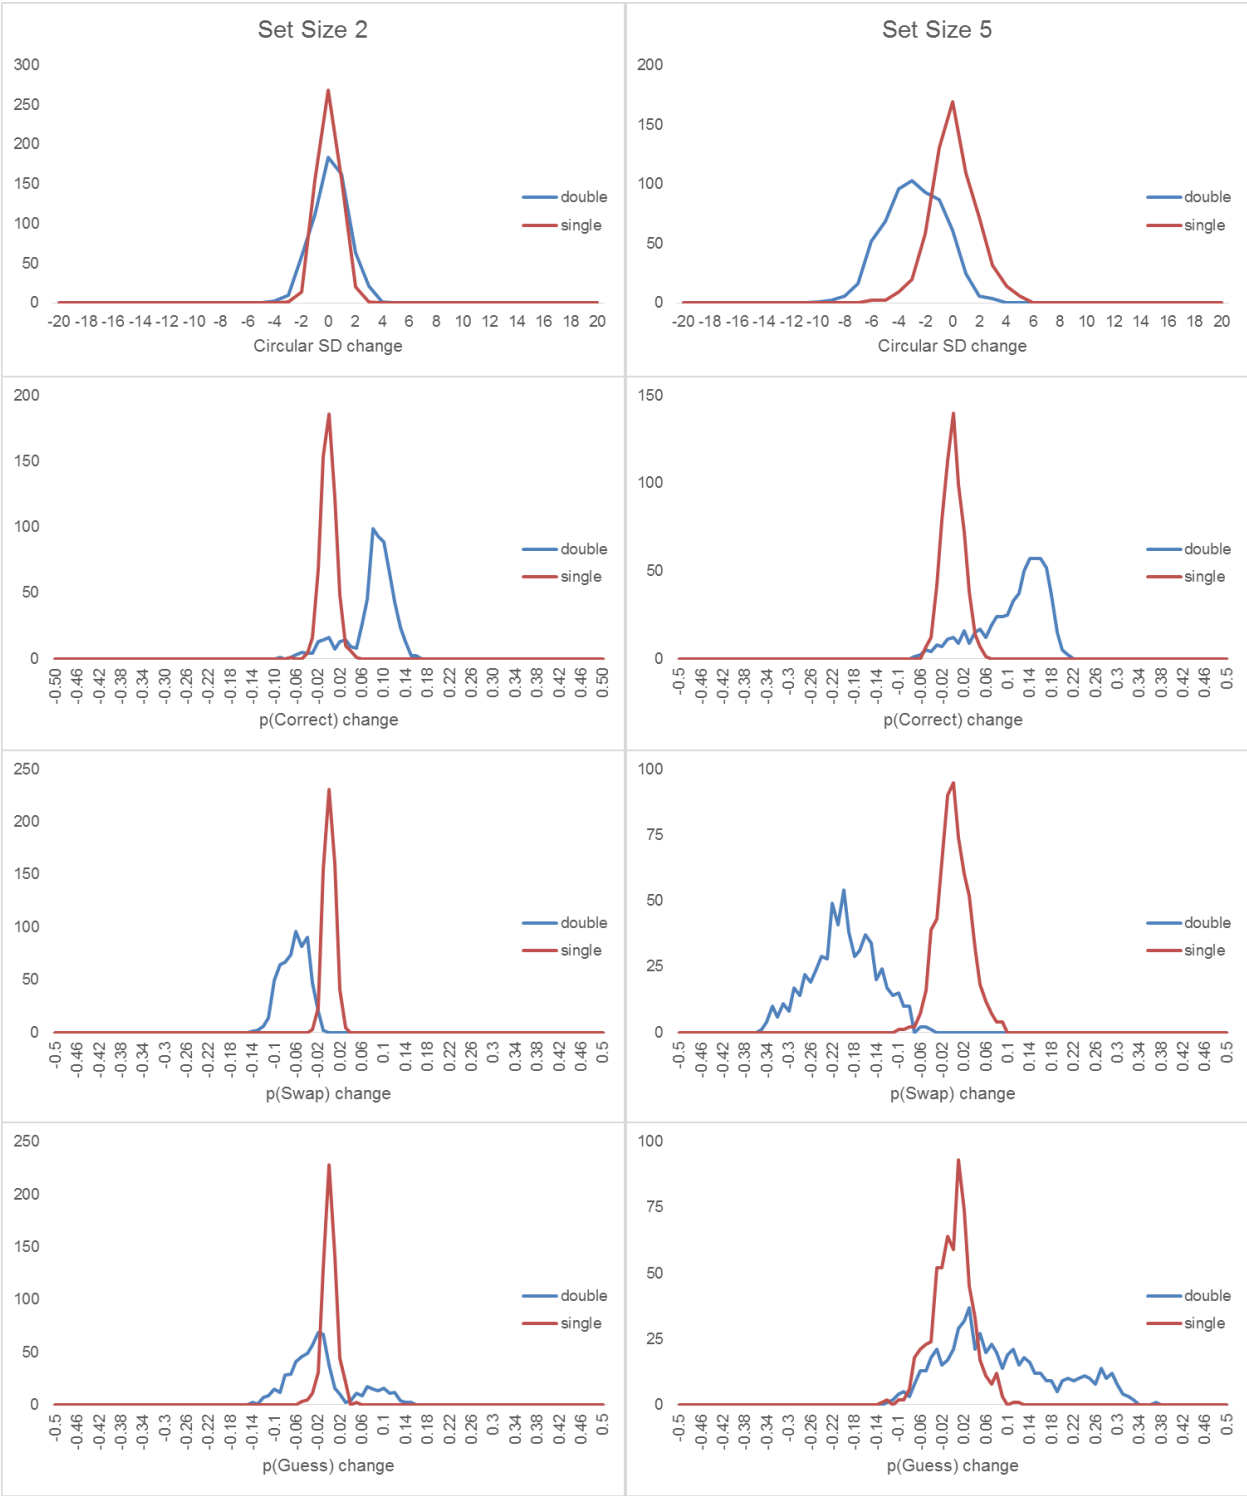 Set Size 2
300
250
200
150
100
50
0
-20 -18 -16 -14 -12 -10 -8 -6 -4 -2 0 2 4 6 8 10 12 14 16 18 20
Circular SD change
double
single
Set Size 5
200
150
100
50
0
-20 -18 -16 -14 -12 -10 -8 -6 -4 -2 0 2 4 6 8 10 12 14 16 18 20
Circular SD change
double
single
200
150
100
50
0
-0.50 -0.46 -0.42 -0.38 -0.34 -0.30 -0.26 -0.22 -0.18 -0.14 -0.10 -0.06 -0.02 0.02 0.06 0.10 0.14 0.18 0.22 0.26 0.30 0.34 0.38 0.42 0.46 0.50
p(Correct) change
double
single
150
100
50
0
-0.5 -0.46 -0.42 -0.38 -0.34 -0.3 -0.26 -0.22 -0.18 -0.14 -0.1 -0.06 -0.02 0.02 0.06 0.1 0.14 0.18 0.22 0.26 0.3 0.34 0.38 0.42 0.46 0.5
p(Correct) change
double
single
250
200
150
100
50
0
-0.5 -0.46 -0.42 -0.38 -0.34 -0.3 -0.26 -0.22 -0.18 -0.14 -0.1 -0.06 -0.02 0.02 0.06 0.1 0.14 0.18 0.22 0.26 0.3 0.34 0.38 0.42 0.46 0.5
p(Swap) change
double
single
100
75
50
25
0
-0.5 -0.46 -0.42 -0.38 -0.34 -0.3 -0.26 -0.22 -0.18 -0.14 -0.1 -0.06 -0.02 0.02 0.06 0.1 0.14 0.18 0.22 0.26 0.3 0.34 0.38 0.42 0.46 0.5
p(Swap) change
double
single
250
200
150
100
50
0
-0.5 -0.46 -0.42 -0.38 -0.34 -0.3 -0.26 -0.22 -0.18 -0.14 -0.1 -0.06 -0.02 0.02 0.06 0.1 0.14 0.18 0.22 0.26 0.3 0.34 0.38 0.42 0.46 0.5
p(Guess) change
double
single
100
75
50
25
0
-0.5 -0.46 -0.42 -0.38 -0.34 -0.3 -0.26 -0.22 -0.18 -0.14 -0.1 -0.06 -0.02 0.02 0.06 0.1 0.14 0.18 0.22 0.26 0.3 0.34 0.38 0.42 0.46 0.5
p(Guess) change
double
single